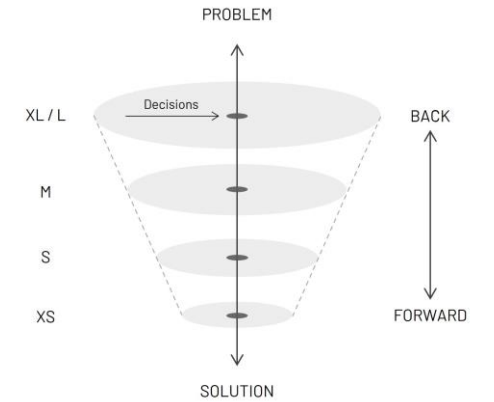 PROBLEM
XL / L
Decisions
BACK
M
S
XS
FORWARD
SOLUTION